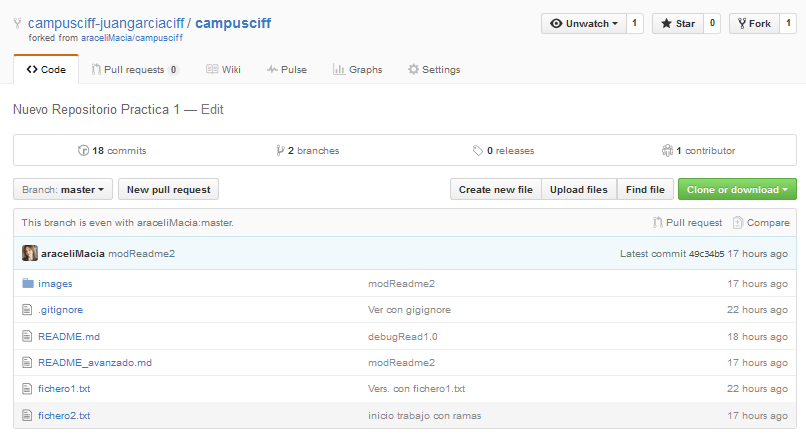 campusciff-juangarciaciff / campusciff
Unwatch 1 Star 0 Fork 1
forked from araceliMacia/campusciff
Code Pull requests 0 Wiki Pulse Graphs Settings
Nuevo Repositorio Practica 1 — Edit
18 commits 2 branches 0 releases 1 contributor
Branch: master New pull request Create new file Upload files Find file Clone or download
This branch is even with araceliMacia:master. Pull request Compare
araceliMacia modReadme2 Latest commit 49c34b5 17 hours ago
images modReadme2 17 hours ago
.gitignore Ver con gigignore 22 hours ago
README.md debugRead1.0 18 hours ago
README_avanzado.md modReadme2 17 hours ago
fichero1.txt Vers. con fichero1.txt 22 hours ago
fichero2.txt inicio trabajo con ramas 17 hours ago